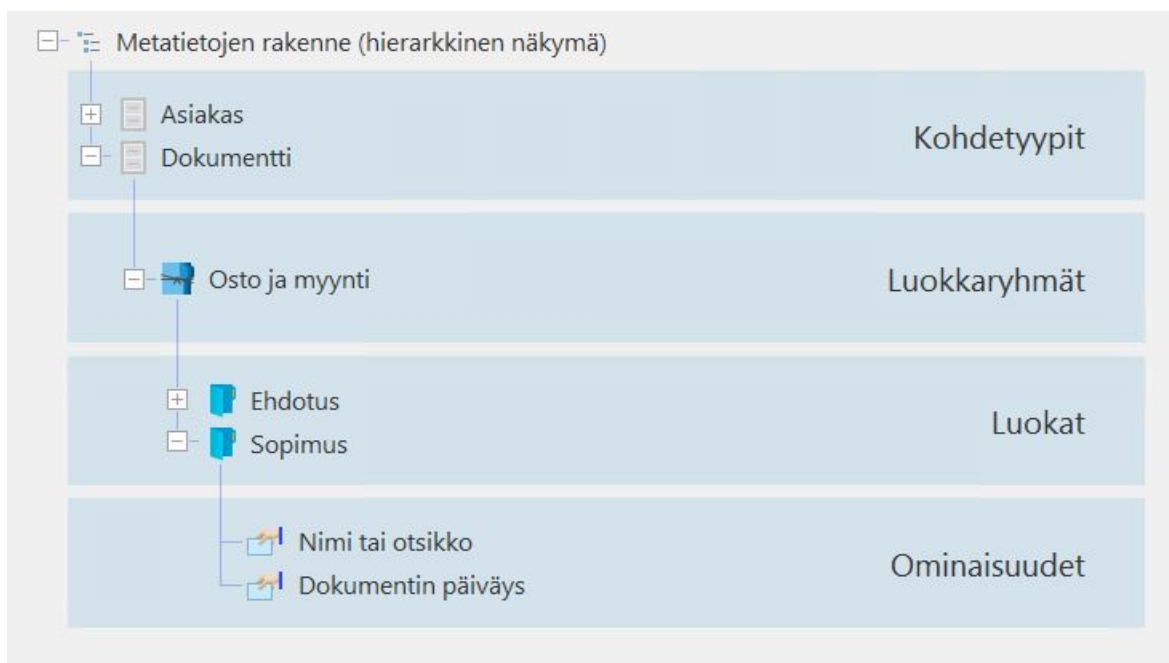 Metatietojen rakenne (hierarkkinen näkymä)
Asiakas
Dokumentti
Kohdetyypit
Osto ja myynti
Luokkaryhmät
Ehdotus
Sopimus
Luokat
Nimi tai otsikko
Dokumentin päiväys
Ominaisuudet